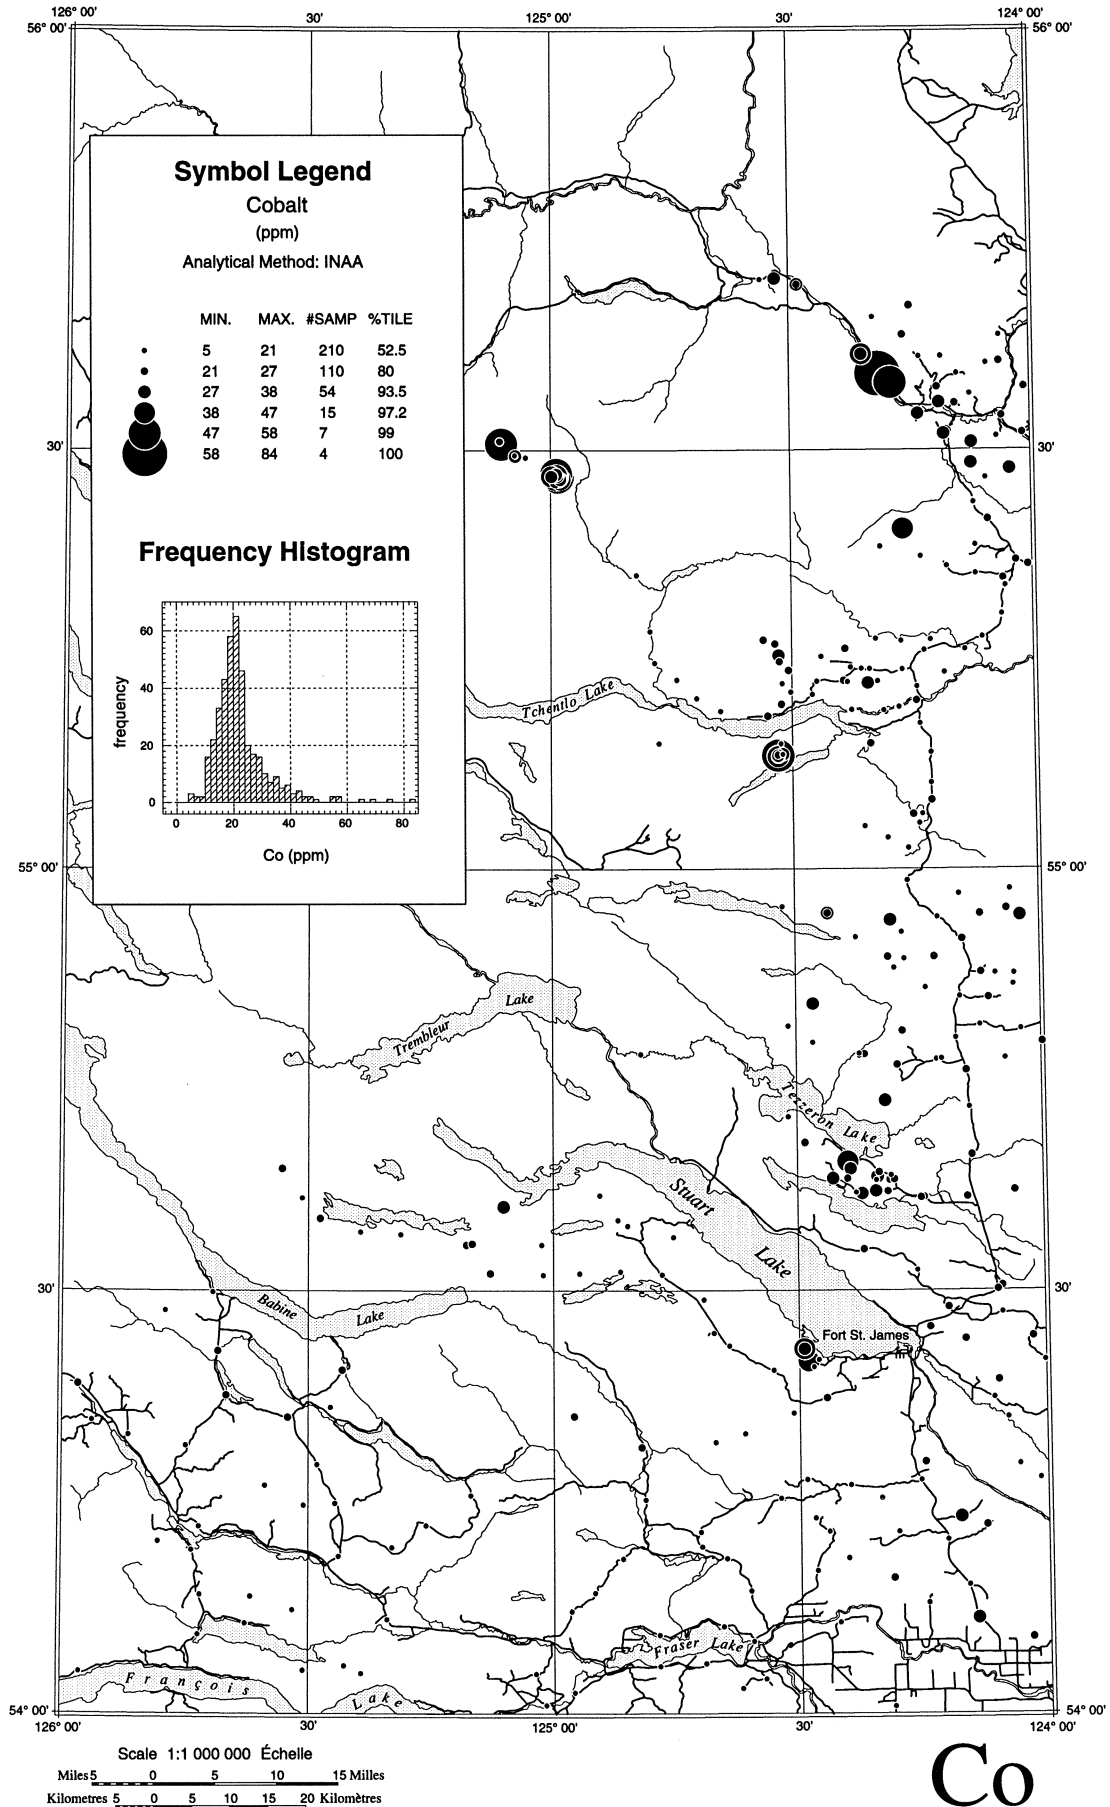 126° 00' 30' 125° 00' 30' 124° 00'
56° 00' 56° 00'
Symbol Legend
Cobalt
(ppm)
Analytical Method: INAA
MIN. MAX. #SAMP %TILE
5 21 210 52.5
21 27 110 80
27 38 54 93.5
38 47 15 97.2
47 58 7 99
58 84 4 100
30' 30'
Frequency Histogram
frequency
60
40
20
0
0 20 40 60 80
Co (ppm)
Tchentlo Lake
55° 00' 55° 00'
Trembleur Lake
Tezzeron Lake
Stuart Lake
30' 30'
Babine Lake
Fort St. James
Fraser Lake
François Lake
54° 00' 54° 00'
126° 00' 30' 125° 00' 30' 124° 00'
Scale 1:1 000 000 Échelle
Miles 5 0 5 10 15 Milles
Kilometres 5 0 5 10 15 20 Kilomètres
Co